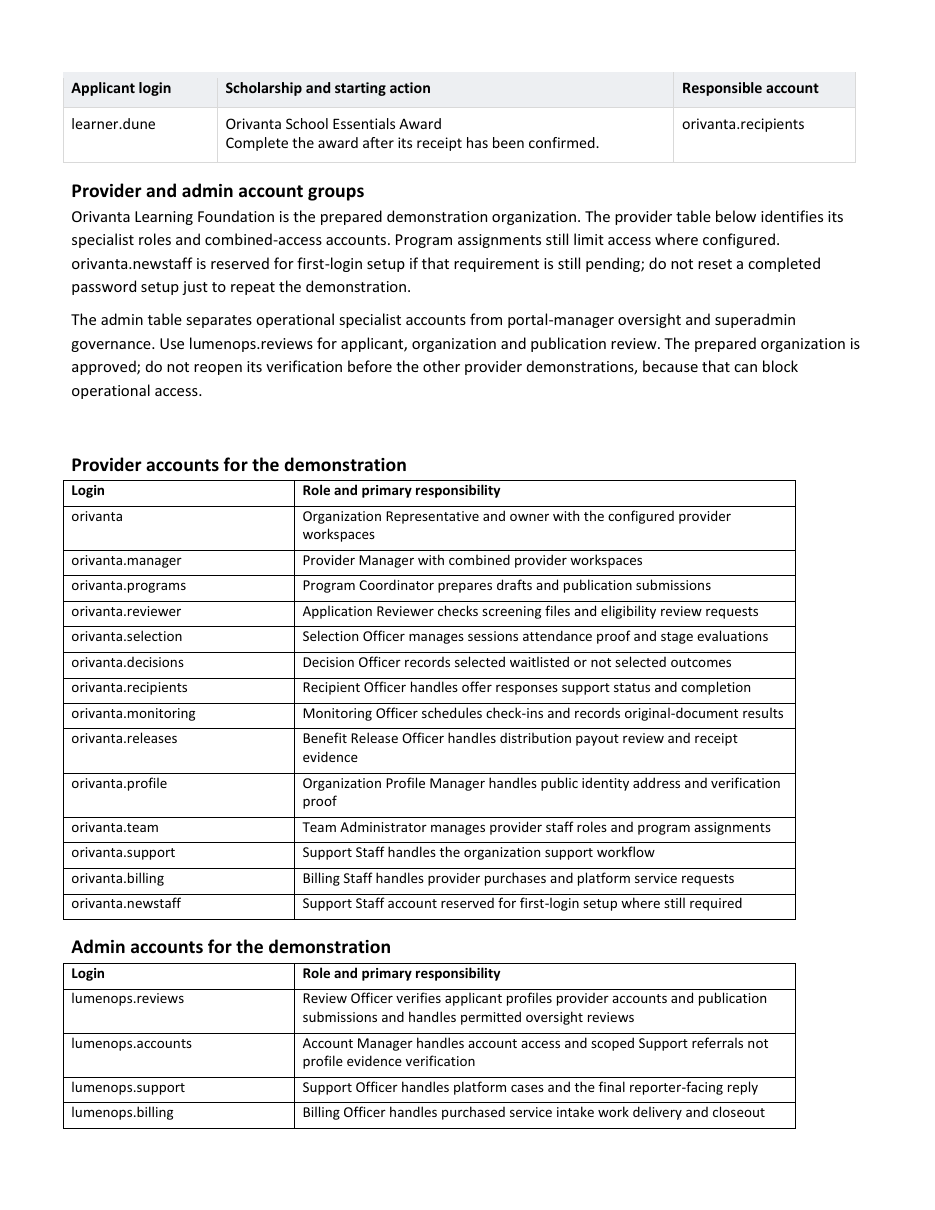 Applicant login Scholarship and starting action Responsible account
learner.dune Orivanta School Essentials Award orivanta.recipients
Complete the award after its receipt has been confirmed.
Provider and admin account groups
Orivanta Learning Foundation is the prepared demonstration organization. The provider table below identifies its
specialist roles and combined-access accounts. Program assignments still limit access where configured.
orivanta.newstaff is reserved for first-login setup if that requirement is still pending; do not reset a completed
password setup just to repeat the demonstration.
The admin table separates operational specialist accounts from portal-manager oversight and superadmin
governance. Use lumenops.reviews for applicant, organization and publication review. The prepared organization is
approved; do not reopen its verification before the other provider demonstrations, because that can block
operational access.
Provider accounts for the demonstration
Login Role and primary responsibility
orivanta Organization Representative and owner with the configured provider
workspaces
orivanta.manager Provider Manager with combined provider workspaces
orivanta.programs Program Coordinator prepares drafts and publication submissions
orivanta.reviewer Application Reviewer checks screening files and eligibility review requests
orivanta.selection Selection Officer manages sessions attendance proof and stage evaluations
orivanta.decisions Decision Officer records selected waitlisted or not selected outcomes
orivanta.recipients Recipient Officer handles offer responses support status and completion
orivanta.monitoring Monitoring Officer schedules check-ins and records original-document results
orivanta.releases Benefit Release Officer handles distribution payout review and receipt
evidence
orivanta.profile Organization Profile Manager handles public identity address and verification
proof
orivanta.team Team Administrator manages provider staff roles and program assignments
orivanta.support Support Staff handles the organization support workflow
orivanta.billing Billing Staff handles provider purchases and platform service requests
orivanta.newstaff Support Staff account reserved for first-login setup where still required
Admin accounts for the demonstration
Login Role and primary responsibility
lumenops.reviews Review Officer verifies applicant profiles provider accounts and publication
submissions and handles permitted oversight reviews
lumenops.accounts Account Manager handles account access and scoped Support referrals not
profile evidence verification
lumenops.support Support Officer handles platform cases and the final reporter-facing reply
lumenops.billing Billing Officer handles purchased service intake work delivery and closeout